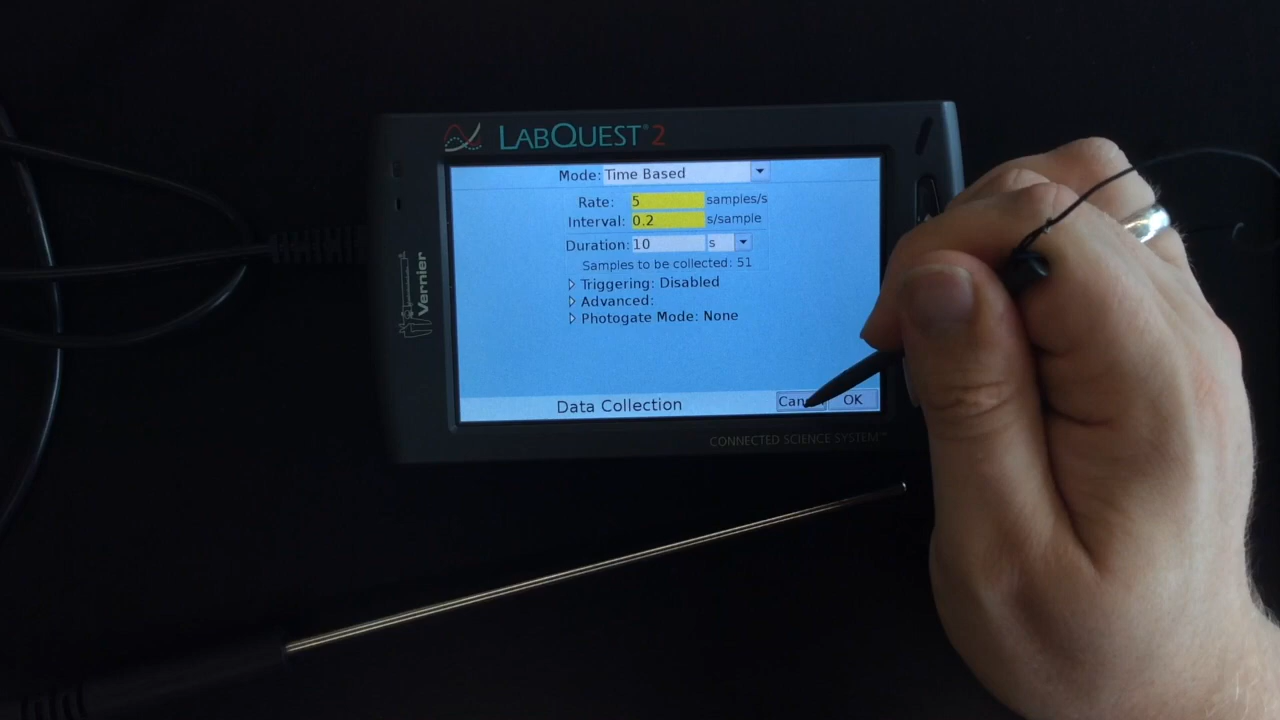 LABQUEST® 2
Mode: Time Based
Rate: 5 samples/s
Interval: 0.2 s/sample
Duration: 10 s
Samples to be collected: 51
Triggering: Disabled
Advanced:
Photogate Mode: None
Data Collection OK
CONNECTED SCIENCE SYSTEM™
Vernier